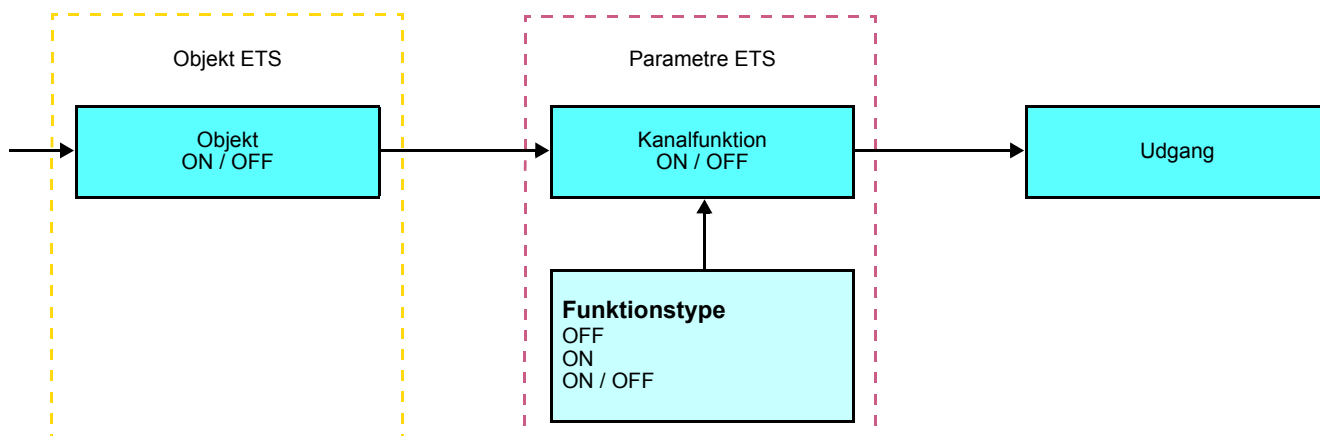 Objekt ETS
Parametre ETS
Objekt
ON / OFF
Kanalfunktion
ON / OFF
Udgang
Funktionstype
OFF
ON
ON / OFF